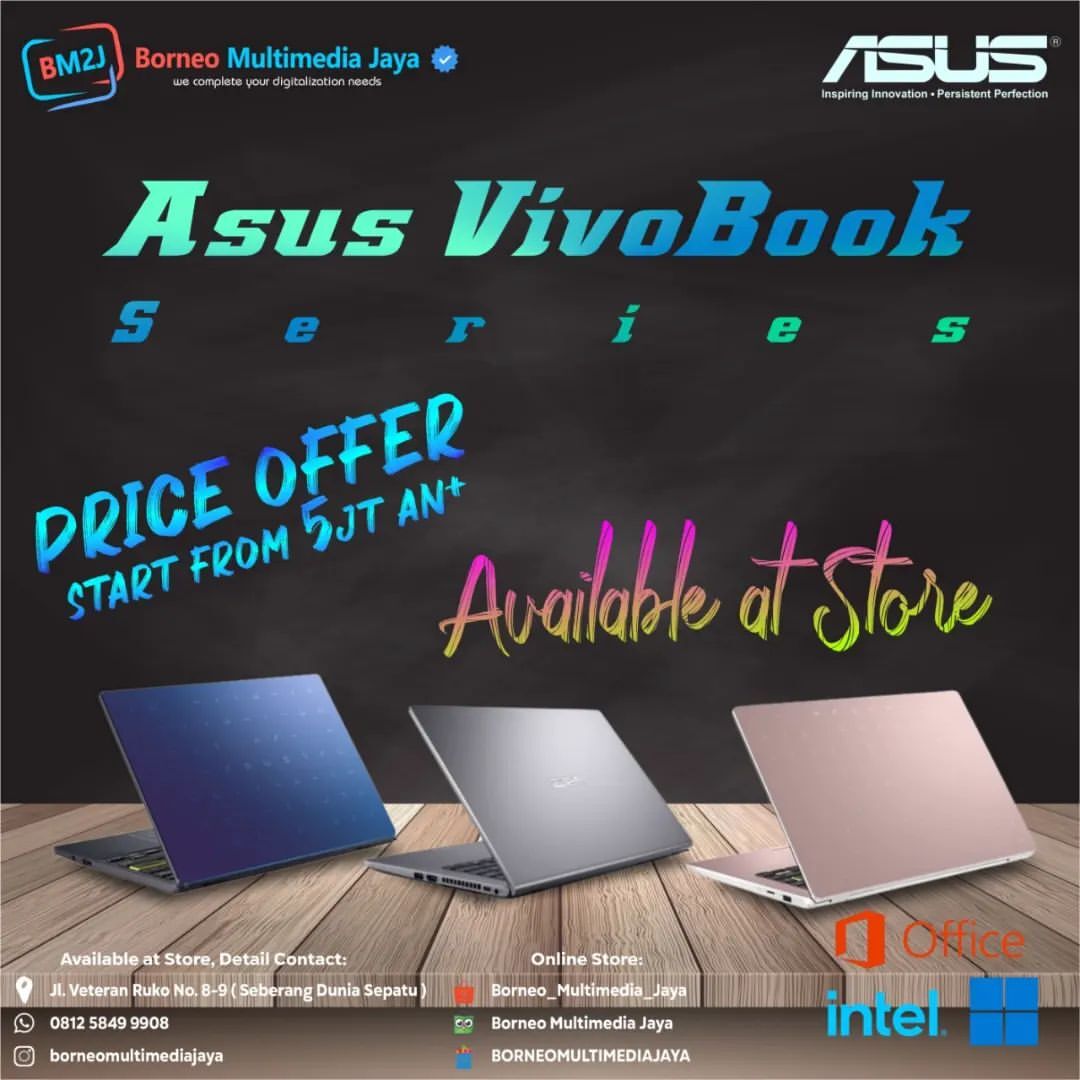 BM2J
Borneo Multimedia Jaya
we complete your digitalization needs
ASUS®
Inspiring Innovation • Persistent Perfection
Asus VivoBook
Series
PRICE OFFER
START FROM 5JT AN+
Available at Store
ASUS
Office
intel.
Available at Store, Detail Contact:
Jl. Veteran Ruko No. 8-9 ( Seberang Dunia Sepatu )
0812 5849 9908
borneomultimediajaya
Online Store:
Borneo_Multimedia_Jaya
Borneo Multimedia Jaya
BORNEOMULTIMEDIAJAYA